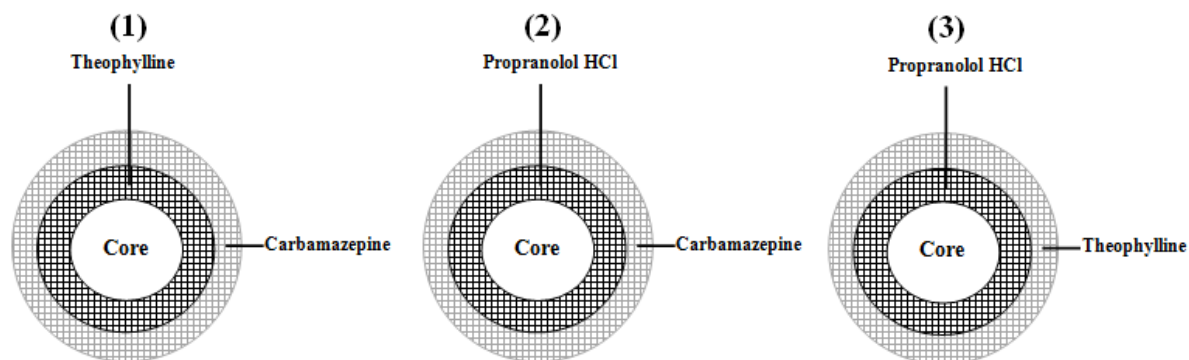 (1)
Theophylline
Core
Carbamazepine
(2)
Propranolol HCl
Core
Carbamazepine
(3)
Propranolol HCl
Core
Theophylline